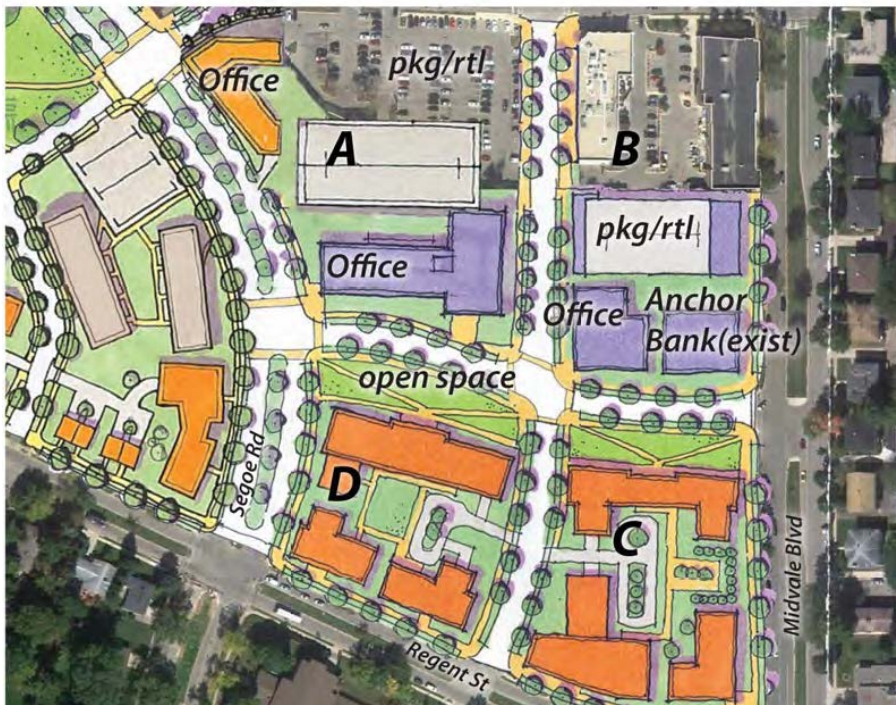 Office
pkg/rtl
A
B
pkg/rtl
Office
Office
Anchor
Bank(exist)
open space
D
Segoe Rd
C
Midvale Blvd
Regent St